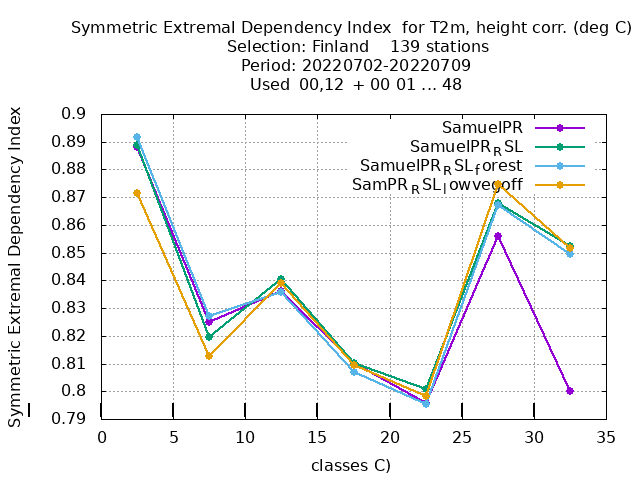 Symmetric Extremal Dependency Index for T2m, height corr. (deg C)
Selection: Finland 139 stations
Period: 20220702-20220709
Used 00,12 + 00 01 ... 48
Symmetric Extremal Dependency Index
0.9
0.89
0.88
0.87
0.86
0.85
0.84
0.83
0.82
0.81
0.8
0.79
SamuelPR
SamuelPR_RSL
SamuelPR_RSL_forest
SamPR_RSL_lowvegoff
0 5 10 15 20 25 30 35
classes C)